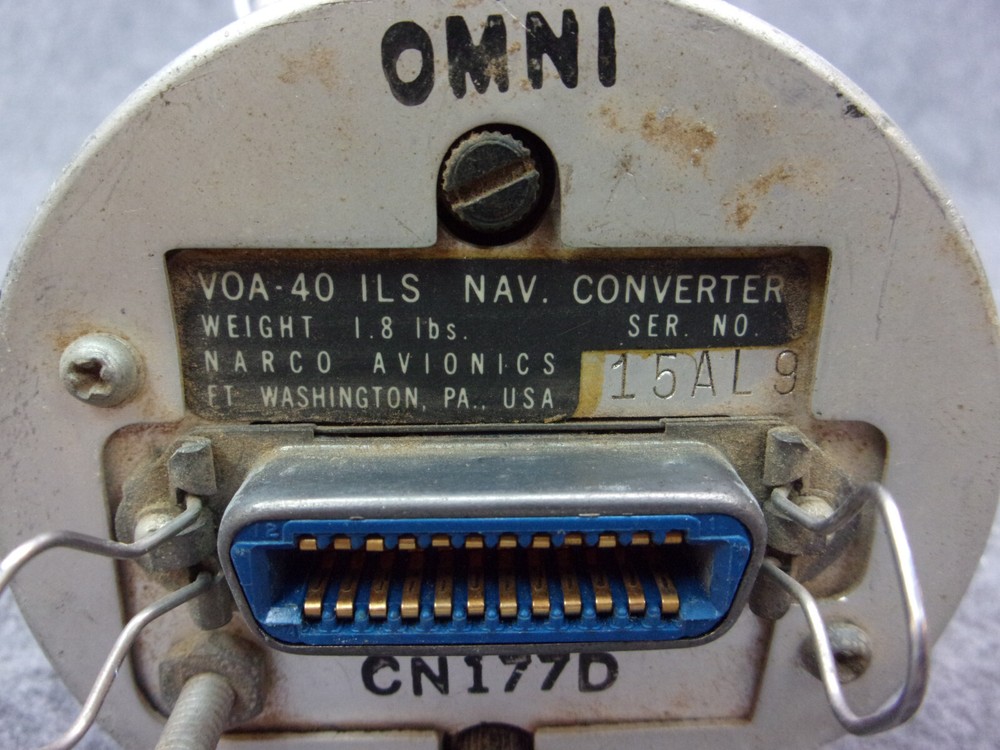 OMNI
VOA-40 ILS NAV. CONVERTER
WEIGHT 1.8 lbs. SER. NO.
NARCO AVIONICS 15AL9
FT WASHINGTON, PA., USA
CN177D